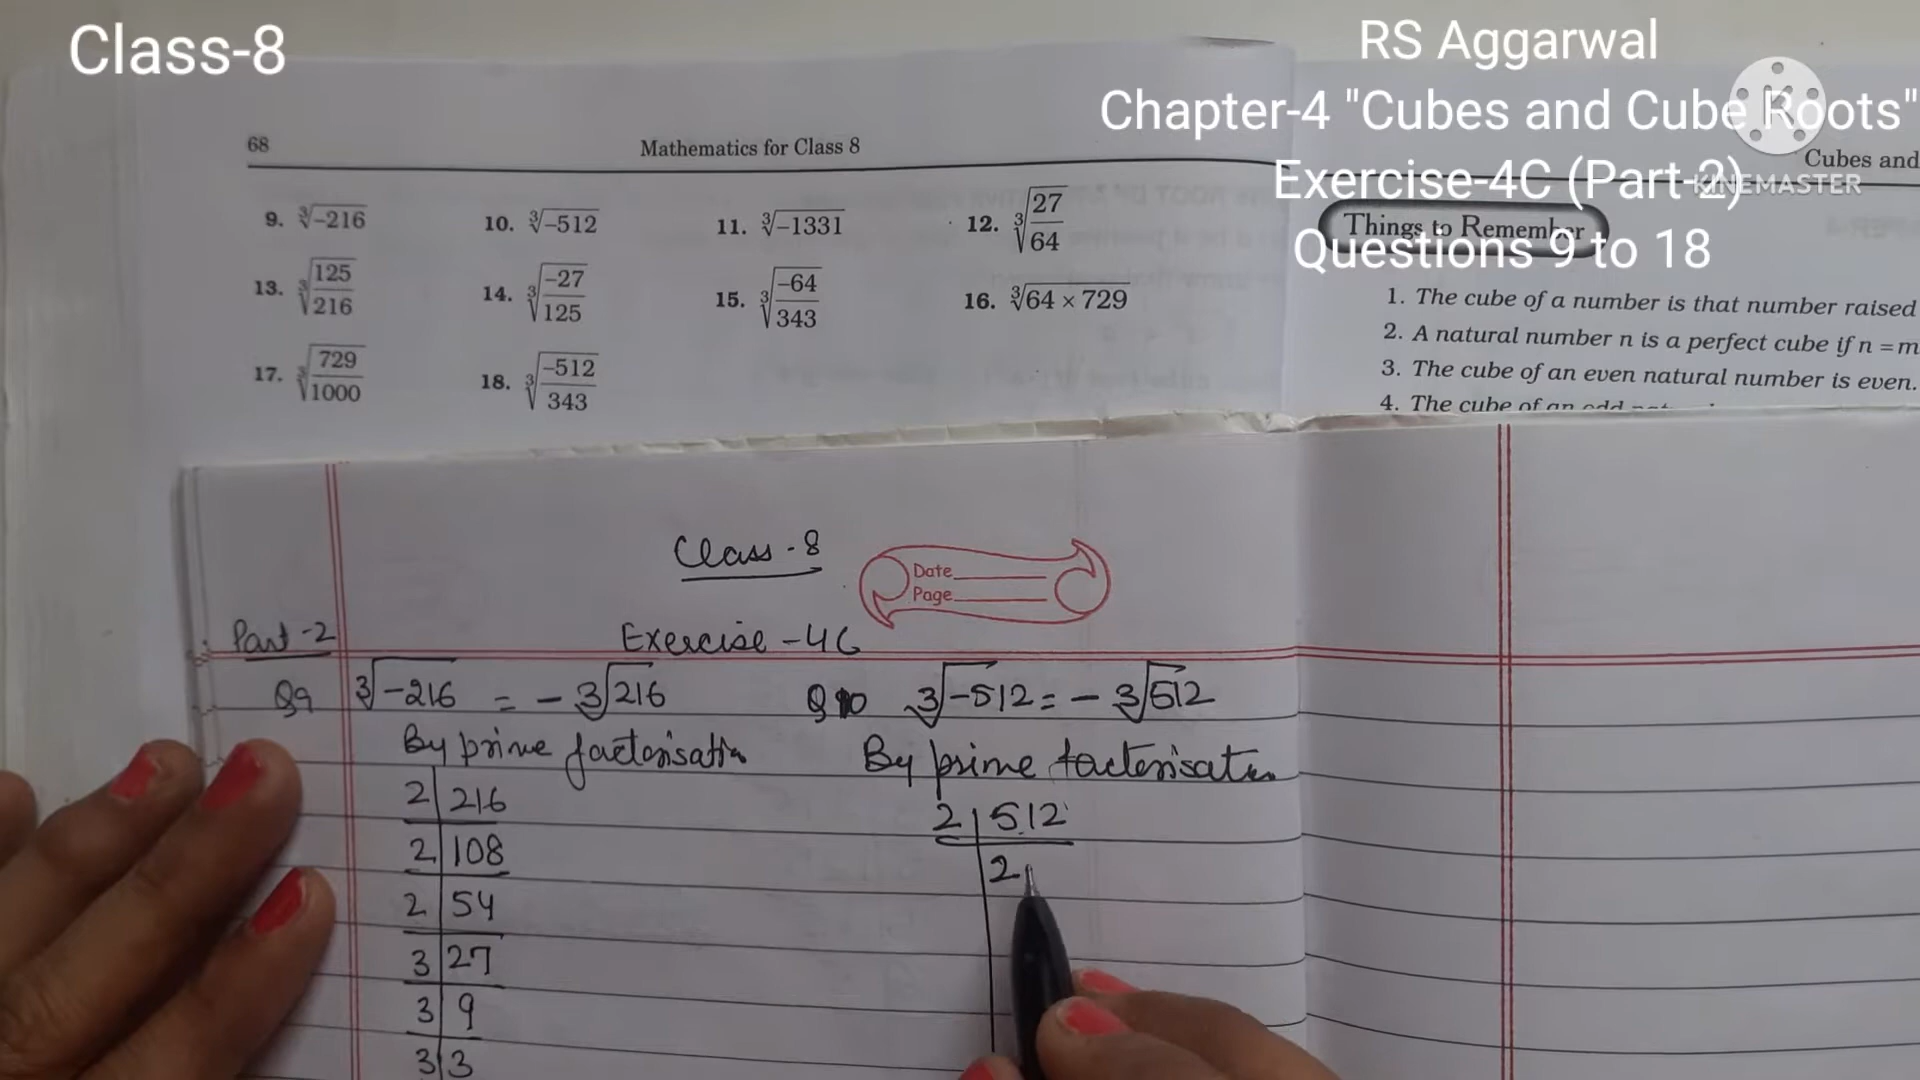 Class-8
RS Aggarwal
Chapter-4 "Cubes and Cube Roots"
Exercise-4C (Part-2)
Questions 9 to 18
KINEMASTER
68 Mathematics for Class 8
9. ∛-216 10. ∛-512 11. ∛-1331 12. ∛27/64
13. ∛125/216 14. ∛-27/125 15. ∛-64/343 16. ∛64 × 729
17. ∛729/1000 18. ∛-512/343
Cubes and
Things to Remember
1. The cube of a number is that number raised
2. A natural number n is a perfect cube if n = m
3. The cube of an even natural number is even.
4. The cube of an odd
Class - 8
Date
Page
Part-2 Exercise - 4C
Q9 ∛-216 = - ∛216
By prime factorisation
2 | 216
2 | 108
2 | 54
3 | 27
3 | 9
3 | 3
Q10 ∛-512 = - ∛512
By prime factorisation
2 | 512
2